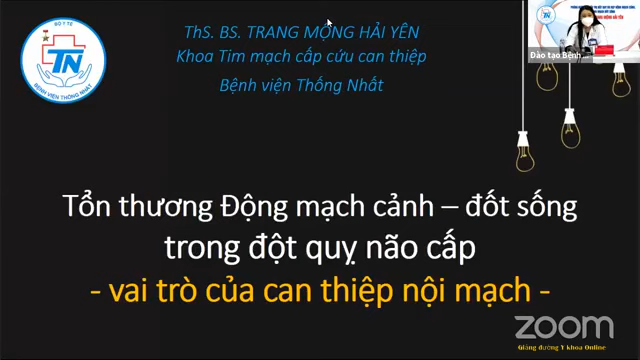 ThS. BS. TRANG MỘNG HẢI YÊN
Khoa Tim mạch cấp cứu can thiệp
Bệnh viện Thống Nhất
BỘ Y TẾ
TN
BỆNH VIỆN THỐNG NHẤT
Đào tạo Bệnh ...
Tổn thương Động mạch cảnh – đốt sống
trong đột quỵ não cấp
- vai trò của can thiệp nội mạch -
zoom
Giảng đường Y khoa Online